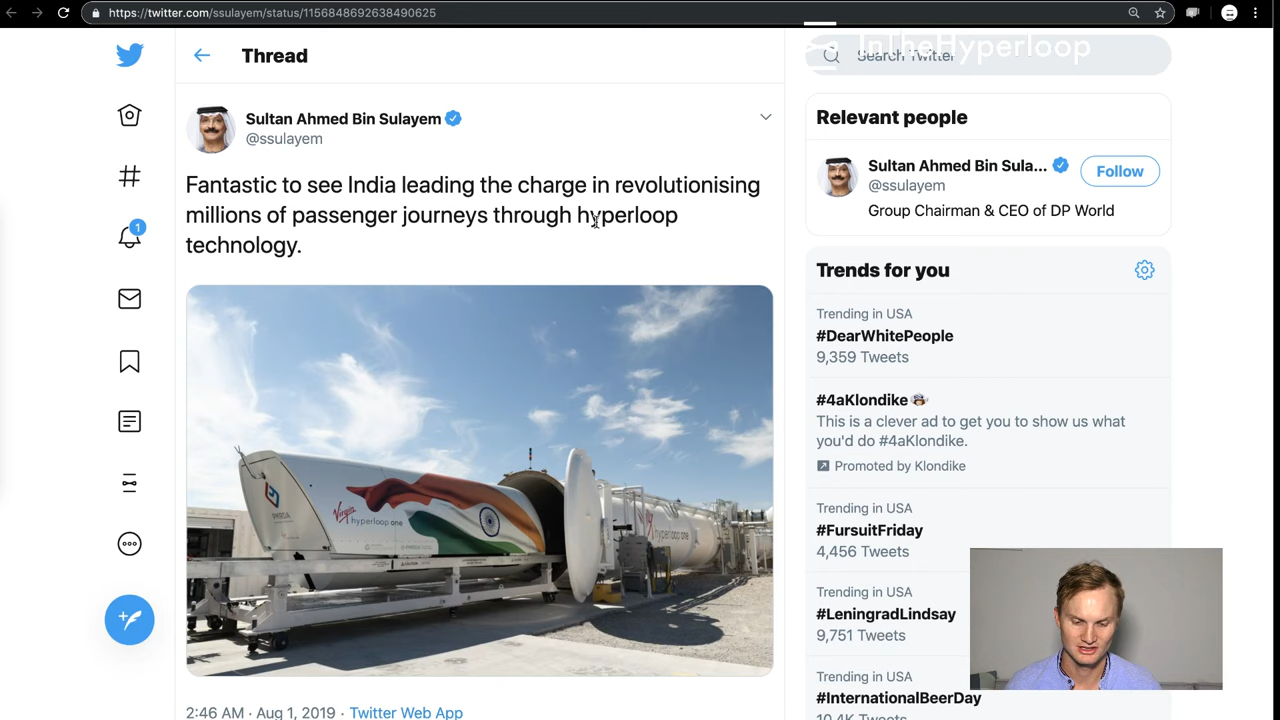 https://twitter.com/ssulayem/status/1156848692638490625
InTheHyperloop
Thread
Search Twitter
Sultan Ahmed Bin Sulayem
@ssulayem
Fantastic to see India leading the charge in revolutionising
millions of passenger journeys through hyperloop
technology.
Virgin
hyperloop one
hyperloop one
2:46 AM · Aug 1, 2019 · Twitter Web App
1
Relevant people
Sultan Ahmed Bin Sula...
@ssulayem
Follow
Group Chairman & CEO of DP World
Trends for you
Trending in USA
#DearWhitePeople
9,359 Tweets
#4aKlondike
This is a clever ad to get you to show us what
you'd do #4aKlondike.
Promoted by Klondike
Trending in USA
#FursuitFriday
4,456 Tweets
Trending in USA
#LeningradLindsay
9,751 Tweets
Trending in USA
#InternationalBeerDay
10.4K Tweets